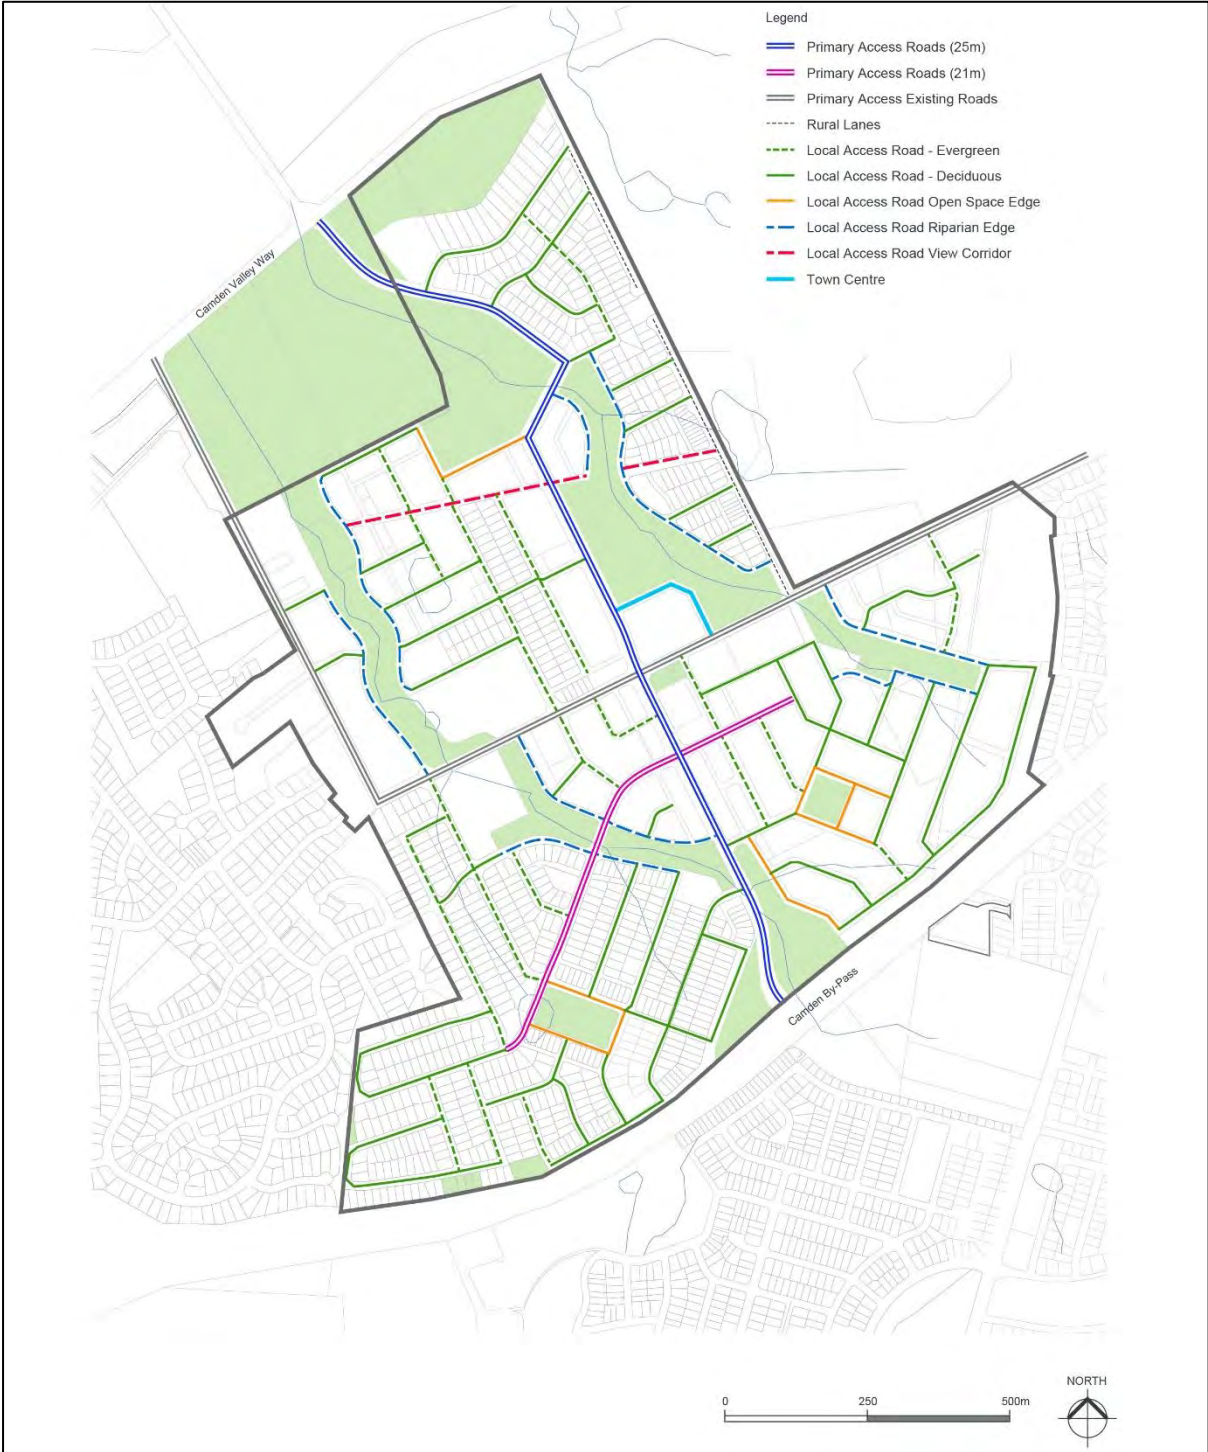 Legend
Primary Access Roads (25m)
Primary Access Roads (21m)
Primary Access Existing Roads
Rural Lanes
Local Access Road - Evergreen
Local Access Road - Deciduous
Local Access Road Open Space Edge
Local Access Road Riparian Edge
Local Access Road View Corridor
Town Centre
Camden Valley Way
Camden By-Pass
NORTH
0 250 500m